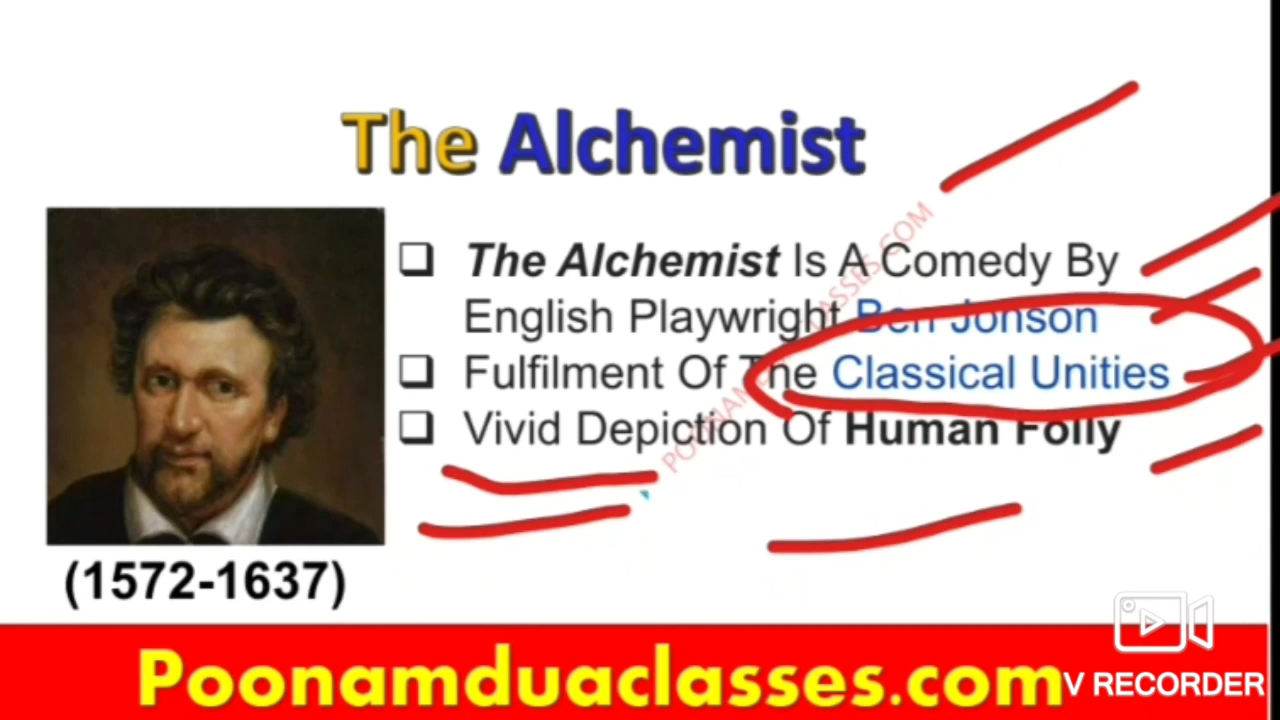 The Alchemist
❑ The Alchemist Is A Comedy By
English Playwright Ben Jonson
❑ Fulfilment Of The Classical Unities
❑ Vivid Depiction Of Human Folly
(1572-1637)
Poonamduaclasses.com
V RECORDER